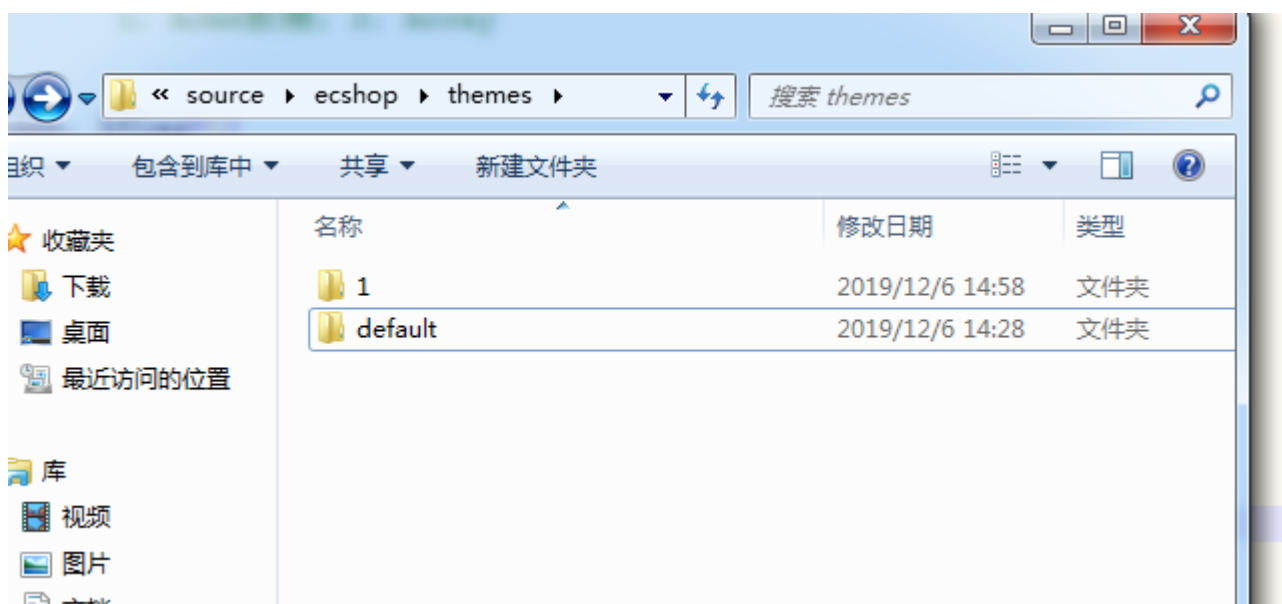 « source ▸ ecshop ▸ themes ▸
搜索 themes
组织 包含到库中 共享 新建文件夹
名称 修改日期 类型
收藏夹
下载
桌面
最近访问的位置
库
视频
图片
1 2019/12/6 14:58 文件夹
default 2019/12/6 14:28 文件夹